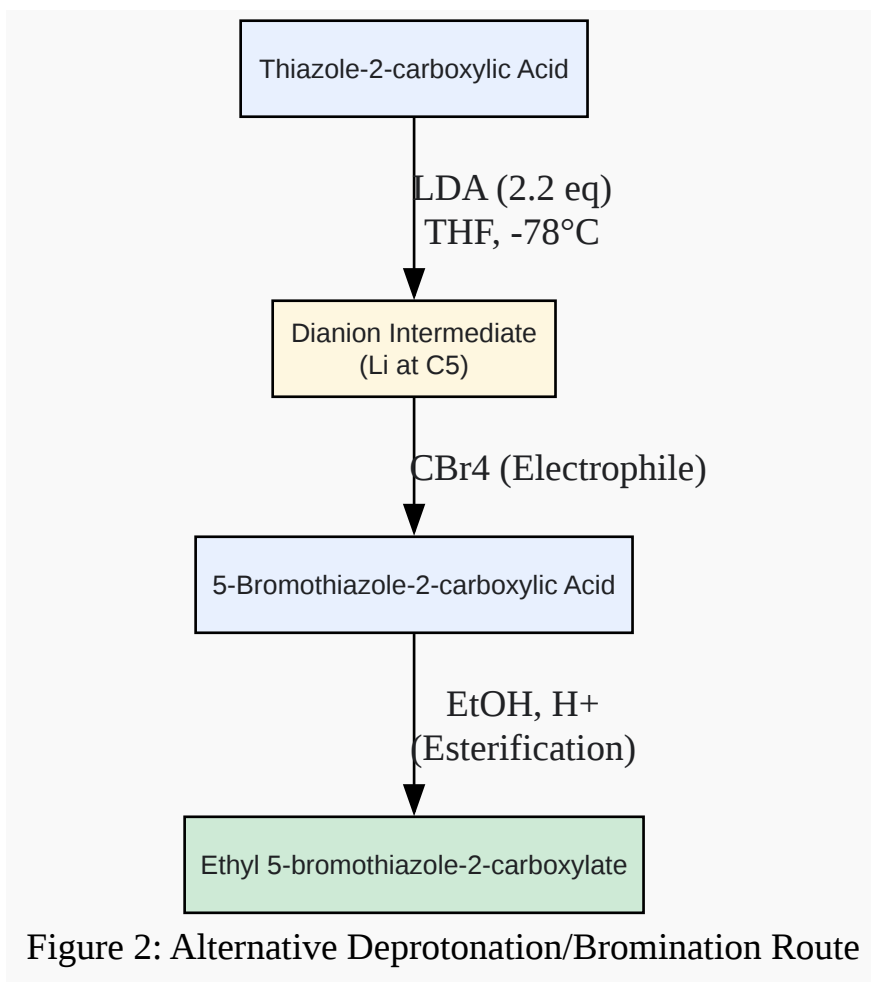 Thiazole-2-carboxylic Acid
LDA (2.2 eq)
THF, -78°C
Dianion Intermediate
(Li at C5)
CBr4 (Electrophile)
5-Bromothiazole-2-carboxylic Acid
EtOH, H+
(Esterification)
Ethyl 5-bromothiazole-2-carboxylate
Figure 2: Alternative Deprotonation/Bromination Route